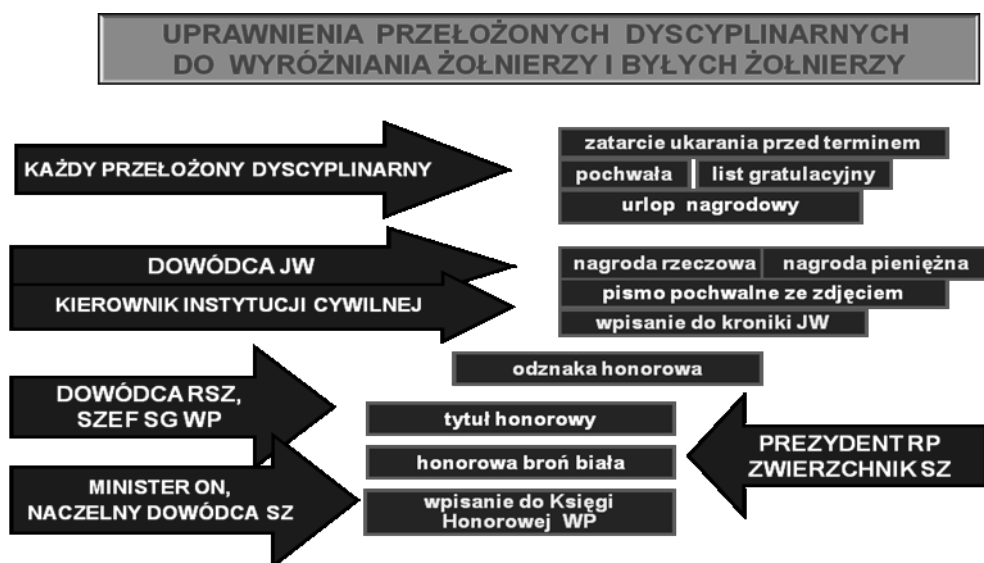 UPRAWNIENIA PRZEŁOŻONYCH DYSCYPLINARNYCH
DO WYRÓŻNIANIA ŻOŁNIERZY I BYŁYCH ŻOŁNIERZY
KAŻDY PRZEŁOŻONY DYSCYPLINARNY
zatarcie ukarania przed terminem
pochwała
list gratulacyjny
urlop nagrodowy
DOWÓDCA JW
KIEROWNIK INSTYTUCJI CYWILNEJ
nagroda rzeczowa
nagroda pieniężna
pismo pochwalne ze zdjęciem
wpisanie do kroniki JW
odznaka honorowa
DOWÓDCA RSZ,
SZEF SG WP
tytuł honorowy
honorowa broń biała
PREZYDENT RP
ZWIERZCHNIK SZ
MINISTER ON,
NACZELNY DOWÓDCA SZ
wpisanie do Księgi
Honorowej WP